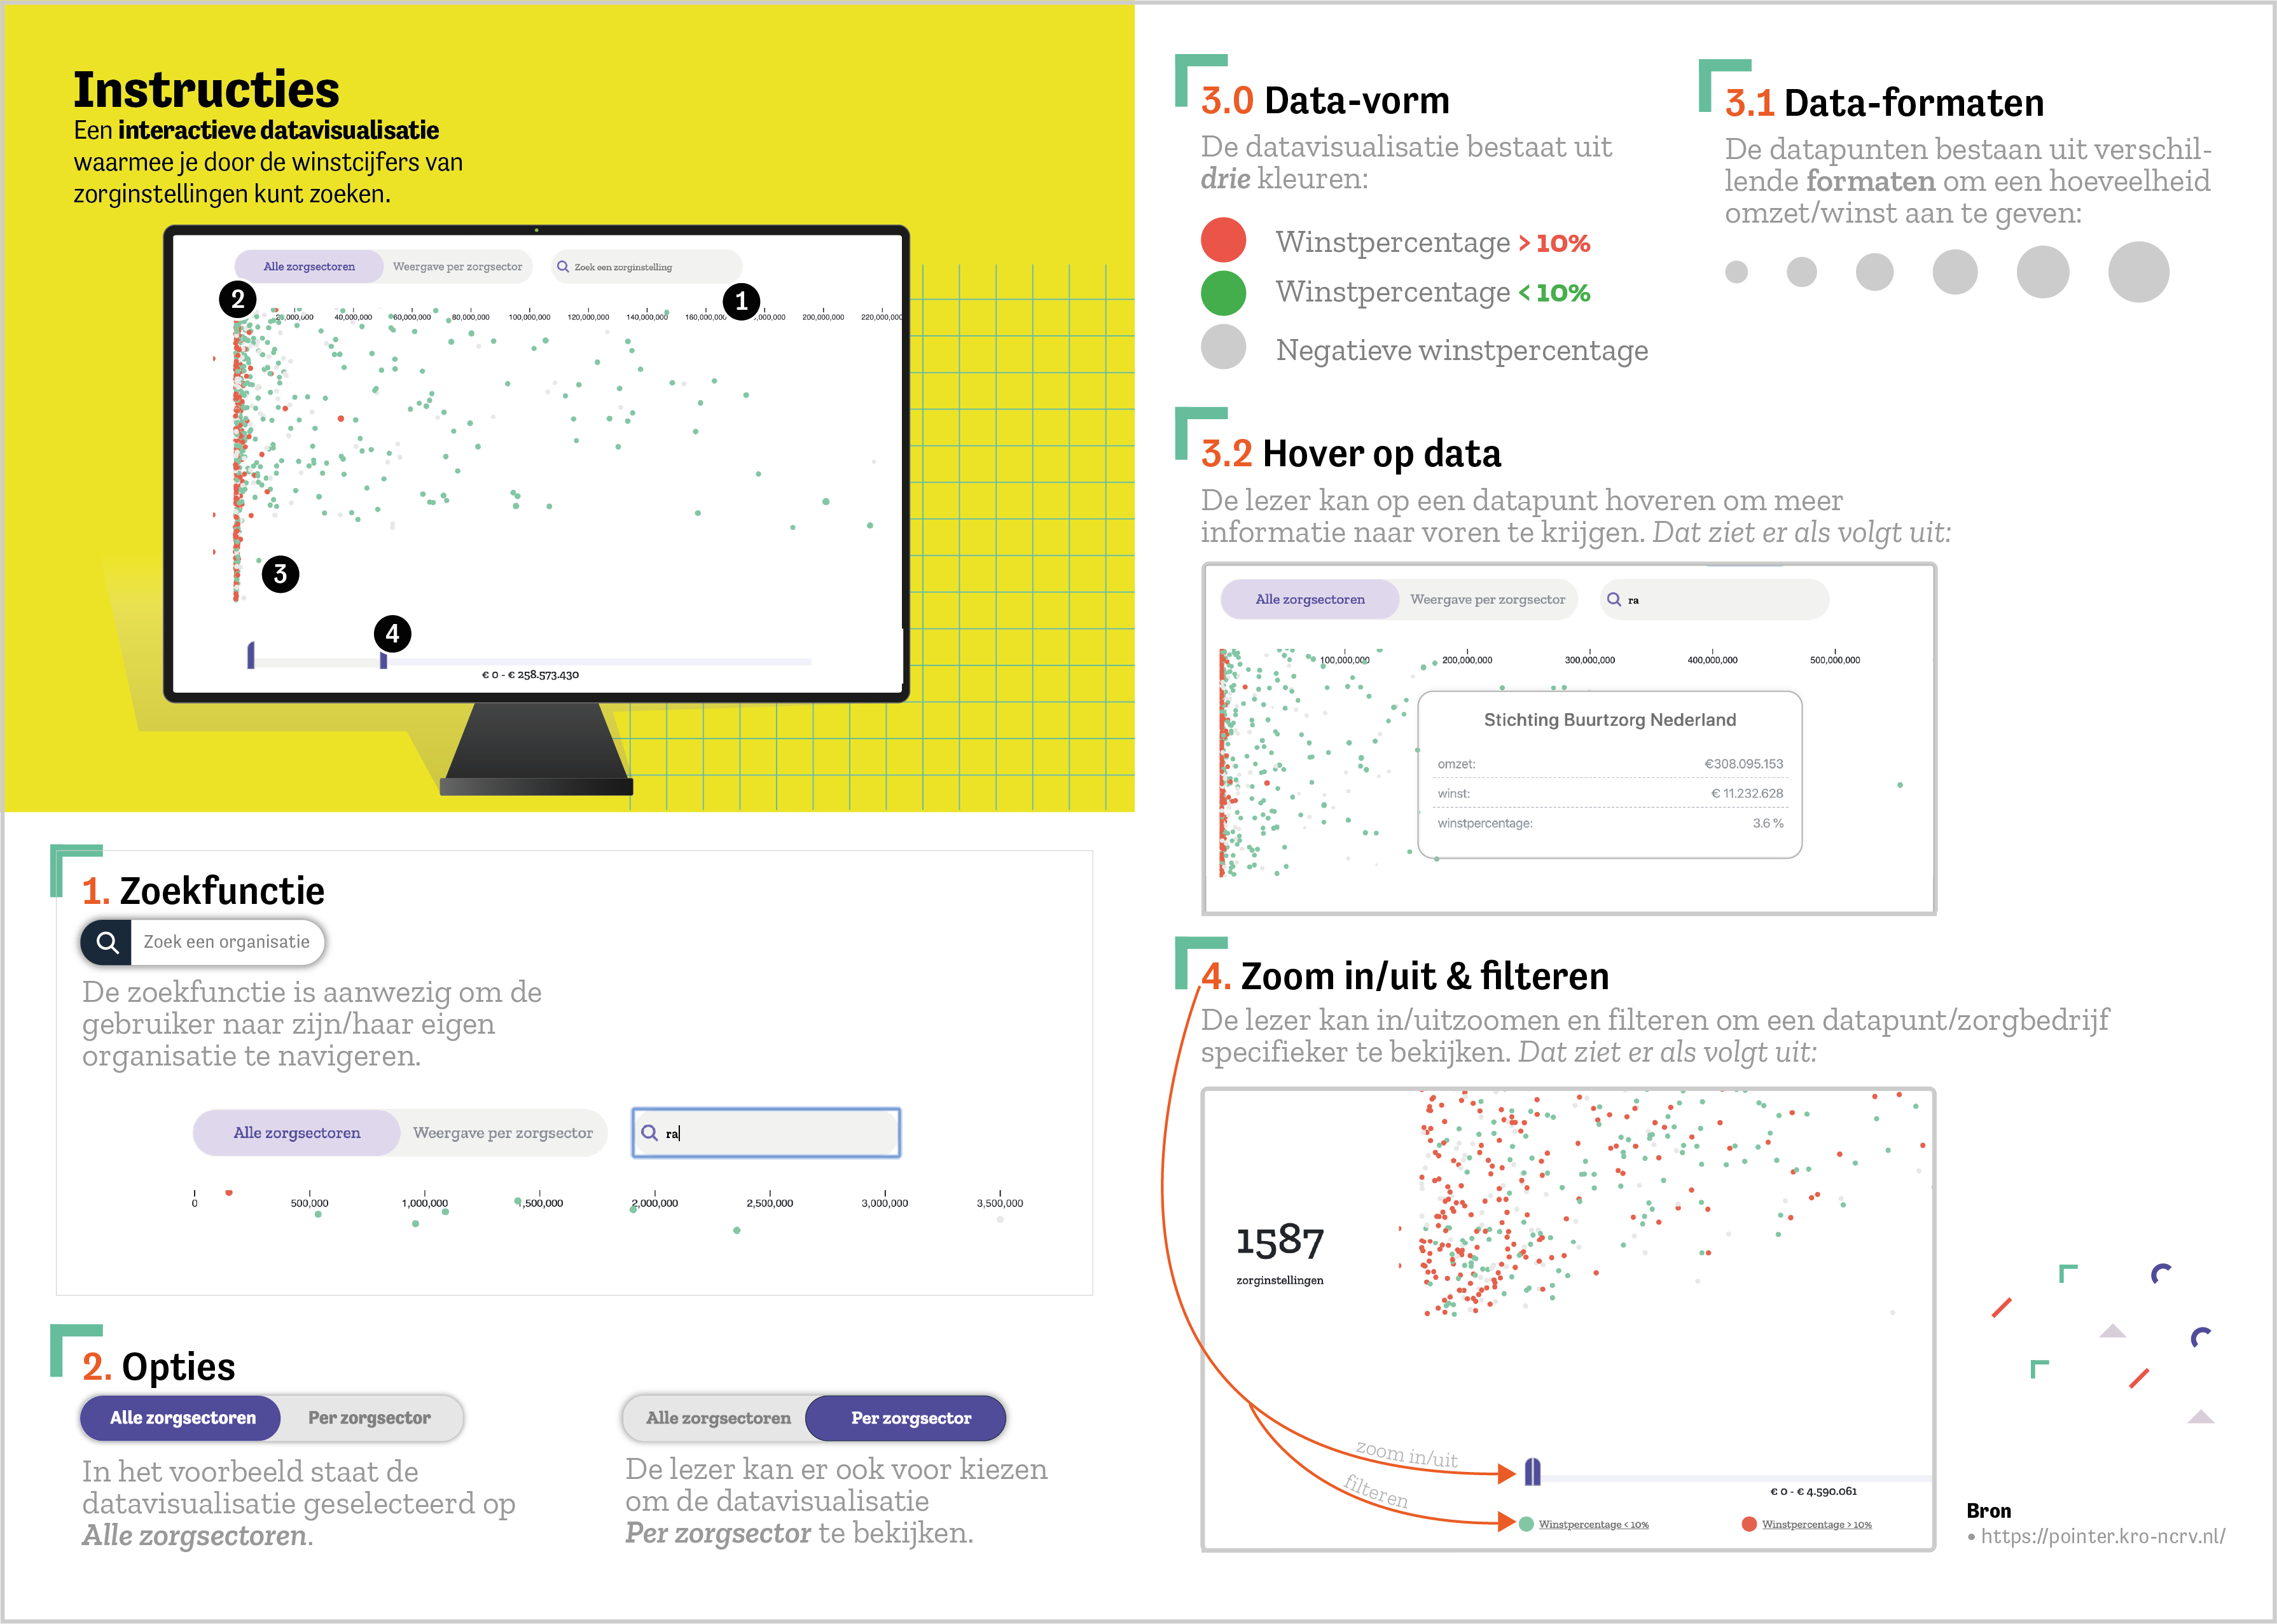 Instructies
Een interactieve datavisualisatie
waarmee je door de winstcijfers van
zorginstellingen kunt zoeken.
Alle zorgsectoren
Weergave per zorgsector
Zoek een zorginstelling
2
1
40,000,000
60,000,000
80,000,000
100,000,000
120,000,000
140,000,000
200,000,000
3
4
€ 0 - € 258.573.430
1. Zoekfunctie
Zoek een organisatie
De zoekfunctie is aanwezig om de
gebruiker naar zijn/haar eigen
organisatie te navigeren.
Alle zorgsectoren
Weergave per zorgsector
ra
0
500,000
1,000,000
1,500,000
2,000,000
2,500,000
3,000,000
3,500,000
2. Opties
Alle zorgsectoren
Per zorgsector
In het voorbeeld staat de
datavisualisatie geselecteerd op
Alle zorgsectoren.
Alle zorgsectoren
Per zorgsector
De lezer kan er ook voor kiezen
om de datavisualisatie
Per zorgsector te bekijken.
3.0 Data-vorm
De datavisualisatie bestaat uit
drie kleuren:
Winstpercentage > 10%
Winstpercentage < 10%
Negatieve winstpercentage
3.1 Data-formaten
De datapunten bestaan uit verschil-
lende formaten om een hoeveelheid
omzet/winst aan te geven:
3.2 Hover op data
De lezer kan op een datapunt hoveren om meer
informatie naar voren te krijgen. Dat ziet er als volgt uit:
Alle zorgsectoren
Weergave per zorgsector
ra
100,000,000
200,000,000
300,000,000
400,000,000
500,000,000
Stichting Buurtzorg Nederland
omzet: €308.095.153
winst: € 11.232.628
winstpercentage: 3.6 %
4. Zoom in/uit & filteren
De lezer kan in/uitzoomen en filteren om een datapunt/zorgbedrijf
specifieker te bekijken. Dat ziet er als volgt uit:
1587
zorginstellingen
zoom in/uit
filteren
€ 0 - € 4.590.061
Winstpercentage < 10%
Winstpercentage > 10%
Bron
• https://pointer.kro-ncrv.nl/